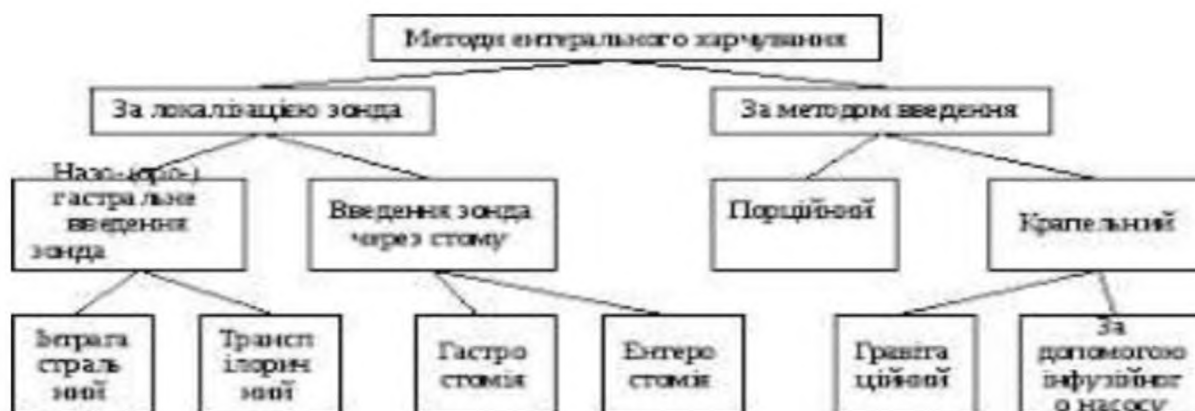 Методи ентерального харчування
За локалізацією зонда
За методом введення
Назо-(оро-)
гастральне
введення
зонда
Введення зонда
через стому
Порційний
Крапельний
Інтрага
страль
ний
Трансп
ілорич
ний
Гастро
стомія
Ентеро
стомія
Гравіта
ційний
За
допомогою
інфузійног
о насосу